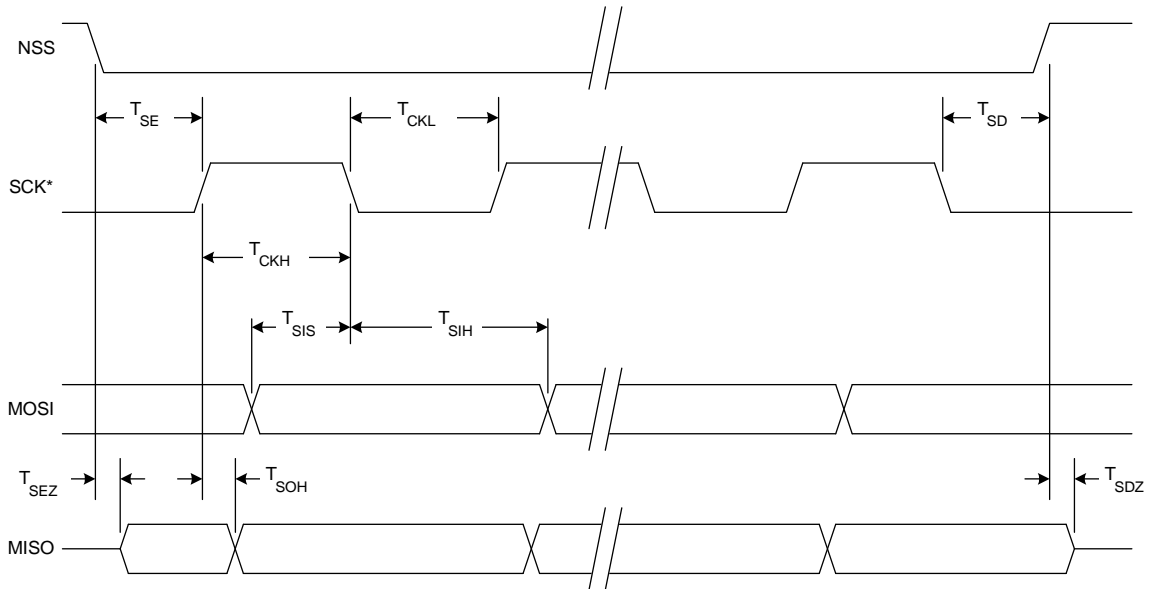 NSS
T_SE
T_CKL
T_SD
SCK*
T_CKH
T_SIS
T_SIH
MOSI
T_SEZ
T_SOH
T_SDZ
MISO